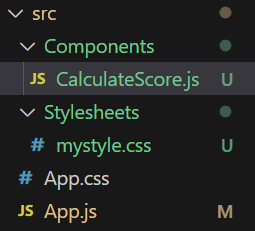 src
Components
JS CalculateScore.js U
Stylesheets
# mystyle.css U
# App.css
JS App.js M